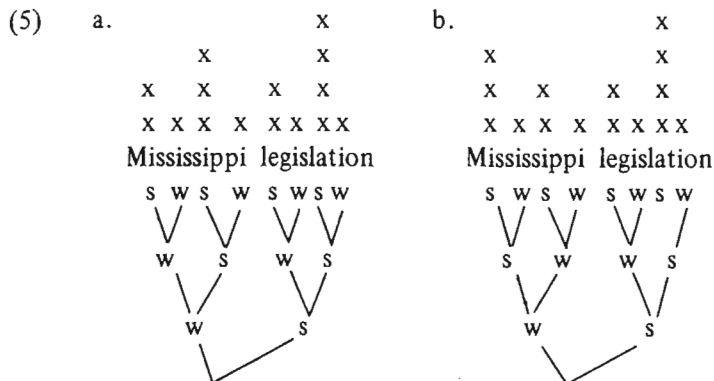 (5) a. x b. x
x x x x
x x x x x x x x
x x x x x x x x x x x x x x x x
Mississippi legislation Mississippi legislation
s w s w s w s w s w s w s w s w
w s w s s w w s
w s w s